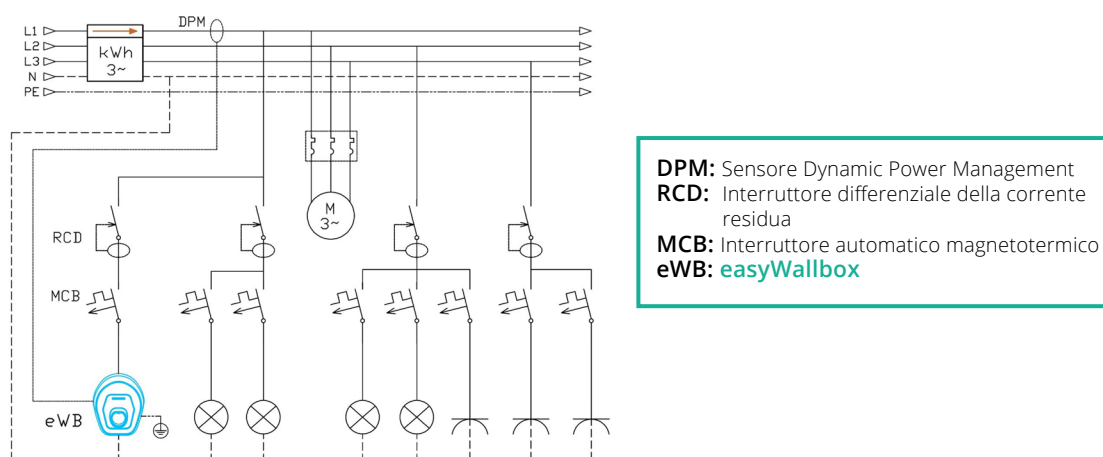 DPM
L1
L2
L3
N
PE
kWh
3~
M
3~
RCD
MCB
eWB
DPM: Sensore Dynamic Power Management
RCD: Interruttore differenziale della corrente
residua
MCB: Interruttore automatico magnetotermico
eWB: easyWallbox